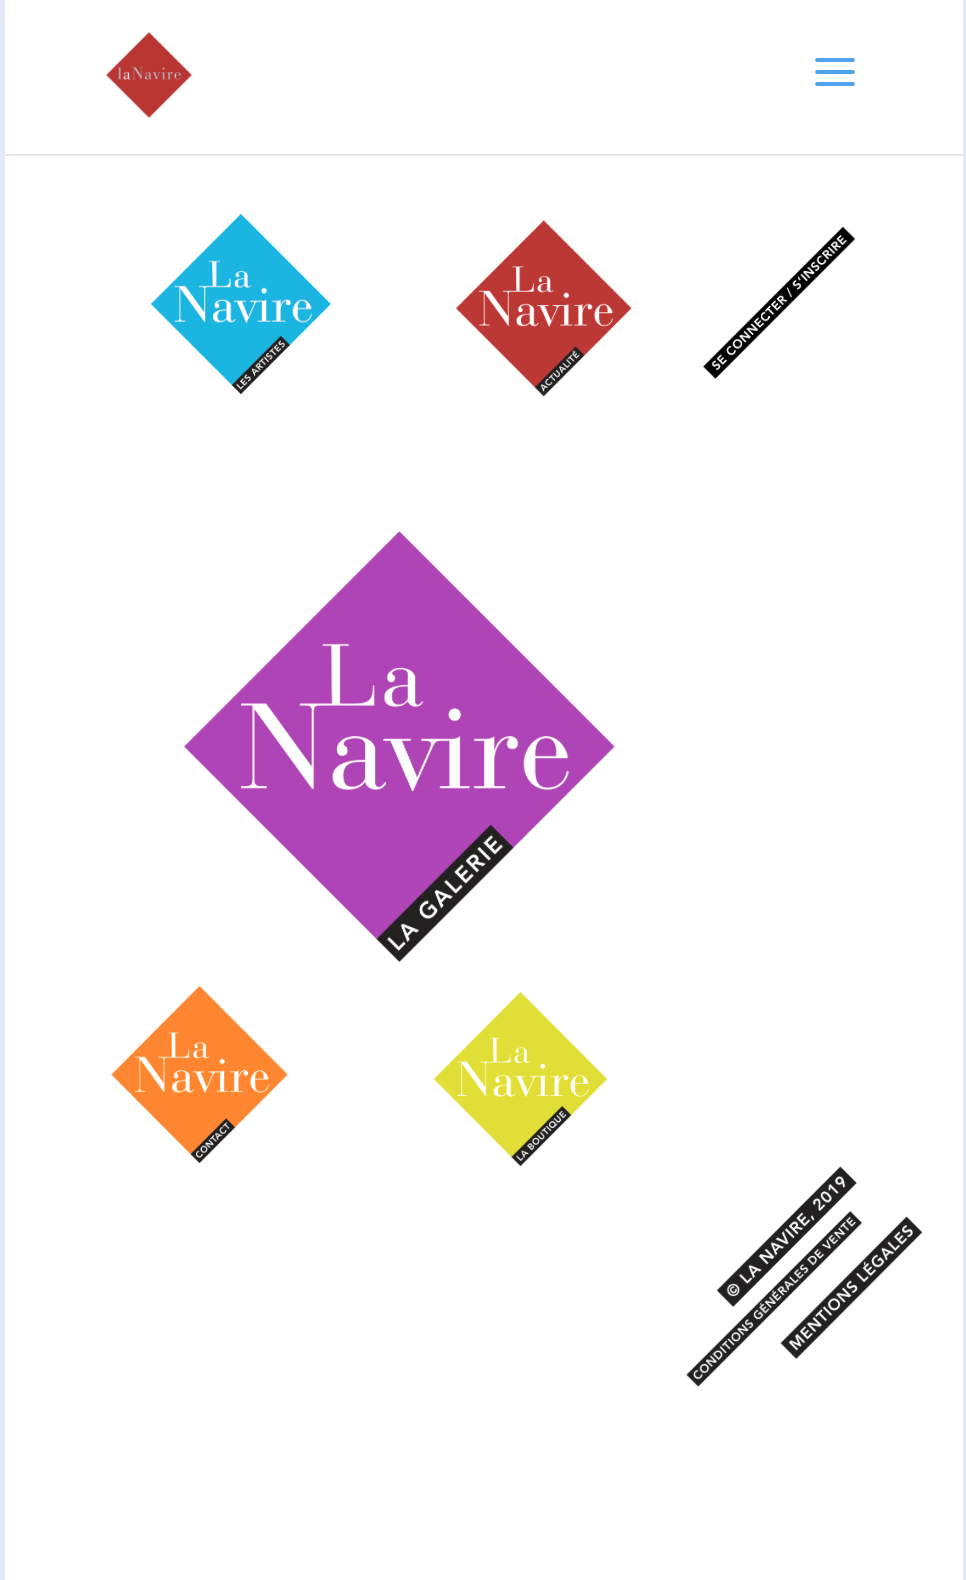 laNavire
La
Navire
LES ARTISTES
La
Navire
ACTUALITÉ
SE CONNECTER / S'INSCRIRE
La
Navire
LA GALERIE
La
Navire
CONTACT
La
Navire
LA BOUTIQUE
© LA NAVIRE, 2019
CONDITIONS GÉNÉRALES DE VENTE
MENTIONS LÉGALES